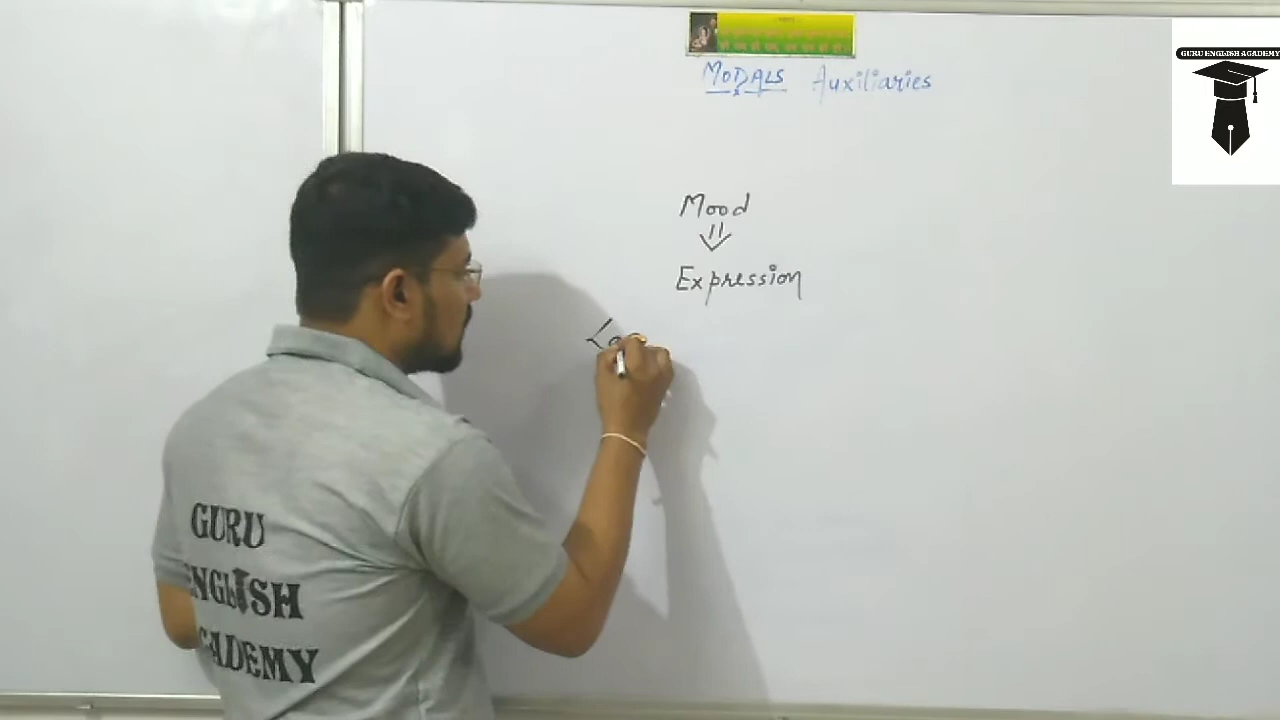 MODALS Auxiliaries
GURU ENGLISH ACADEMY
Mood
Expression
GURU
ENGLISH
ACADEMY